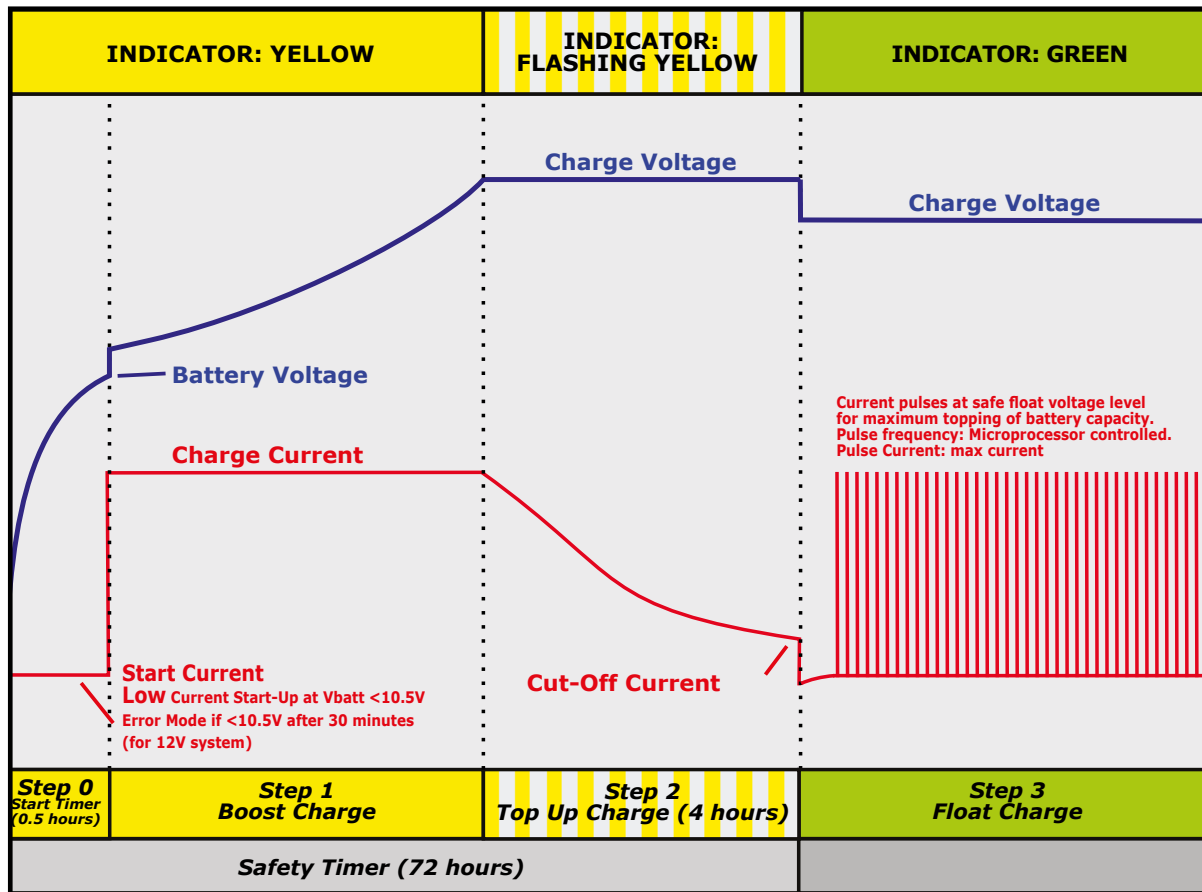 INDICATOR: YELLOW
INDICATOR:
FLASHING YELLOW
INDICATOR: GREEN
Charge Voltage
Charge Voltage
Battery Voltage
Current pulses at safe float voltage level
for maximum topping of battery capacity.
Pulse frequency: Microprocessor controlled.
Pulse Current: max current
Charge Current
Start Current
Low Current Start-Up at Vbatt <10.5V
Error Mode if <10.5V after 30 minutes
(for 12V system)
Cut-Off Current
Step 0
Start Timer
(0.5 hours)
Step 1
Boost Charge
Step 2
Top Up Charge (4 hours)
Step 3
Float Charge
Safety Timer (72 hours)